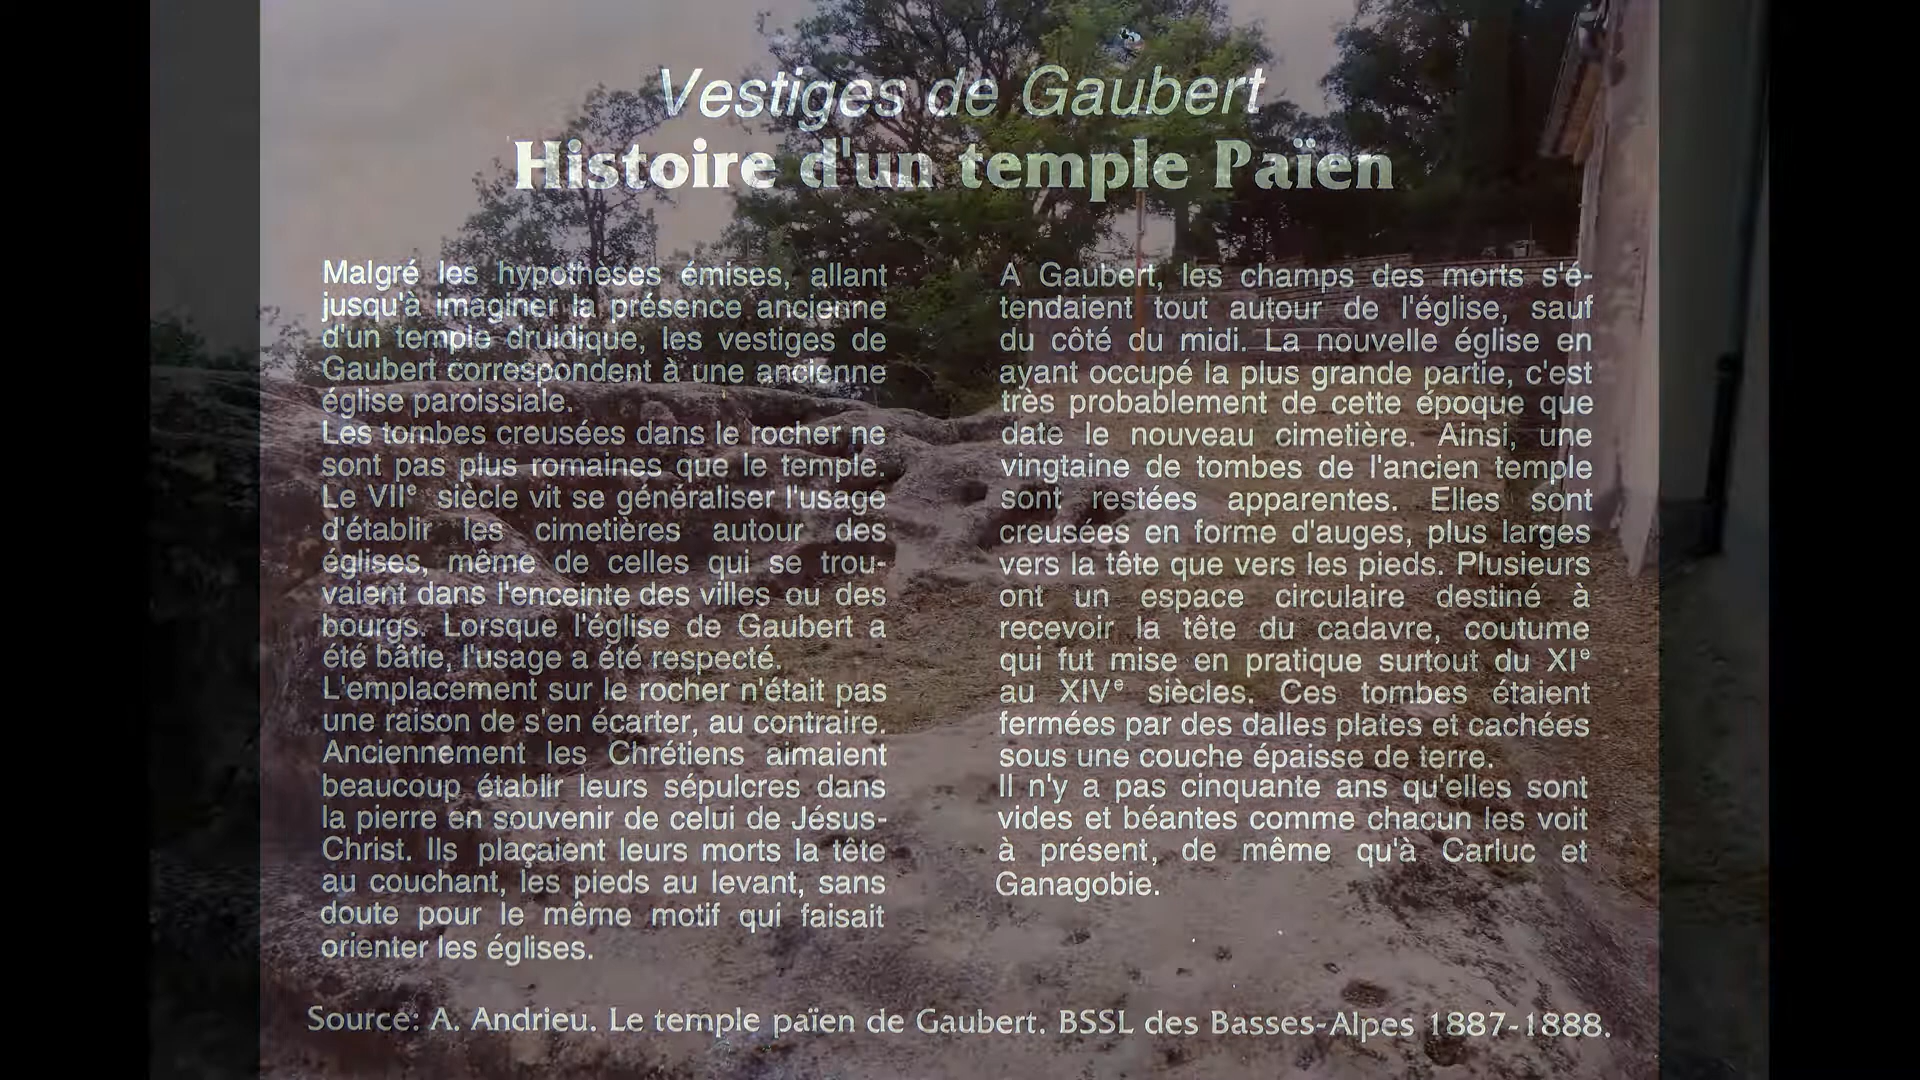 Vestiges de Gaubert
Histoire d'un temple Païen
Malgré les hypothèses émises, allant
jusqu'à imaginer la présence ancienne
d'un temple druidique, les vestiges de
Gaubert correspondent à une ancienne
église paroissiale.
Les tombes creusées dans le rocher ne
sont pas plus romaines que le temple.
Le VIIe siècle vit se généraliser l'usage
d'établir les cimetières autour des
églises, même de celles qui se trou-
vaient dans l'enceinte des villes ou des
bourgs. Lorsque l'église de Gaubert a
été bâtie, l'usage a été respecté.
L'emplacement sur le rocher n'était pas
une raison de s'en écarter, au contraire.
Anciennement les Chrétiens aimaient
beaucoup établir leurs sépulcres dans
la pierre en souvenir de celui de Jésus-
Christ. Ils plaçaient leurs morts la tête
au couchant, les pieds au levant, sans
doute pour le même motif qui faisait
orienter les églises.
A Gaubert, les champs des morts s'é-
tendaient tout autour de l'église, sauf
du côté du midi. La nouvelle église en
ayant occupé la plus grande partie, c'est
très probablement de cette époque que
date le nouveau cimetière. Ainsi, une
vingtaine de tombes de l'ancien temple
sont restées apparentes. Elles sont
creusées en forme d'auges, plus larges
vers la tête que vers les pieds. Plusieurs
ont un espace circulaire destiné à
recevoir la tête du cadavre, coutume
qui fut mise en pratique surtout du XIe
au XIVe siècles. Ces tombes étaient
fermées par des dalles plates et cachées
sous une couche épaisse de terre.
Il n'y a pas cinquante ans qu'elles sont
vides et béantes comme chacun les voit
à présent, de même qu'à Carluc et
Ganagobie.
Source: A. Andrieu. Le temple païen de Gaubert. BSSL des Basses-Alpes 1887-1888.